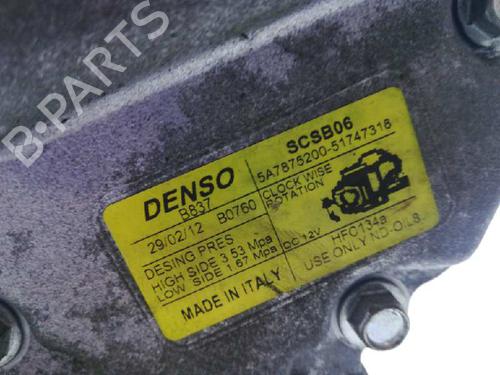 B-PARTS
DENSO
SCSB06
B837
5A7875200-51747318
29/02/12 B0760
CLOCK WISE
ROTATION
DESING PRES
HIGH SIDE 3.53 Mpa
LOW SIDE 1.67 Mpa
DC 12V
HFC134a
USE ONLY ND-OIL8.
MADE IN ITALY